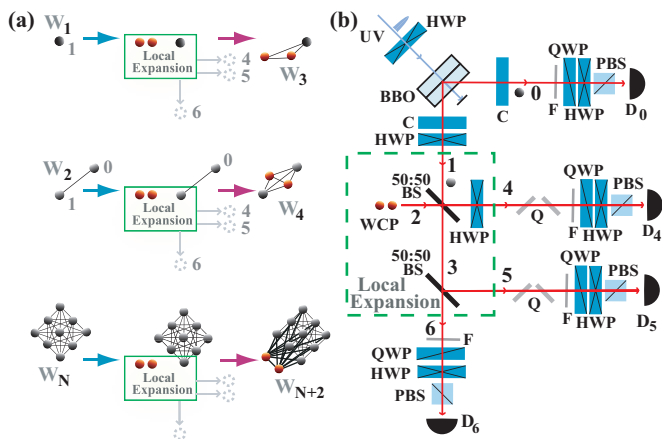 (a)
W1
1
Local
Expansion
4
5
6
W3
W2
0
1
0
Local
Expansion
4
5
6
W4
WN
Local
Expansion
WN+2
(b)
HWP
UV
BBO
C
0
QWP
F
HWP
PBS
D0
C
HWP
1
50:50
BS
WCP
2
HWP
4
Q
QWP
F
HWP
PBS
D4
3
50:50
BS
Local
Expansion
5
Q
QWP
F
HWP
PBS
D5
6
F
QWP
HWP
PBS
D6